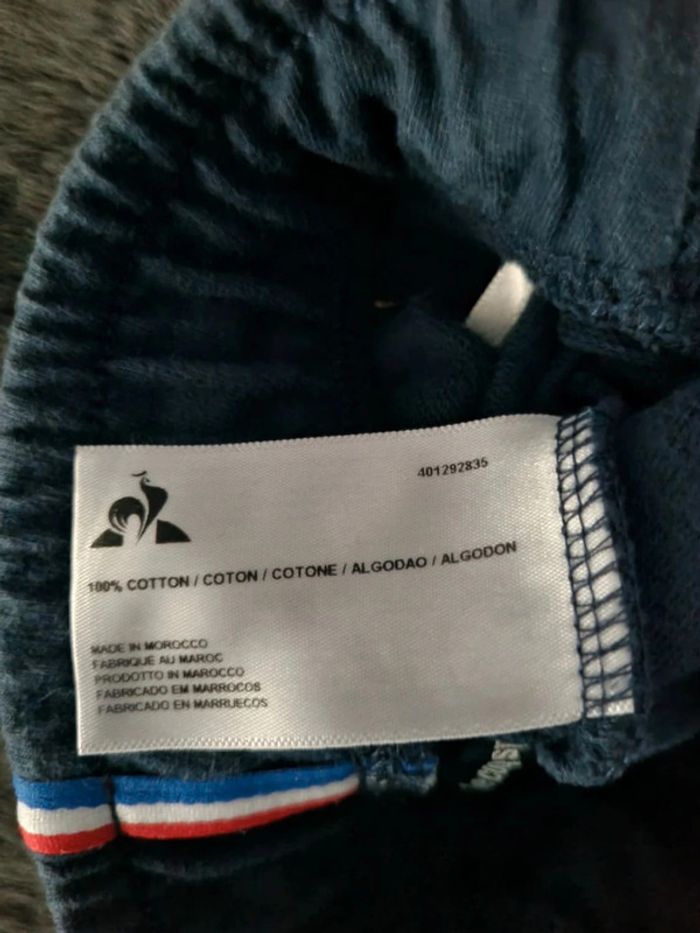 401292835
100% COTTON / COTON / COTONE / ALGODAO / ALGODON
MADE IN MOROCCO
FABRIQUE AU MAROC
PRODOTTO IN MAROCCO
FABRICADO EM MARROCOS
FABRICADO EN MARRUECOS